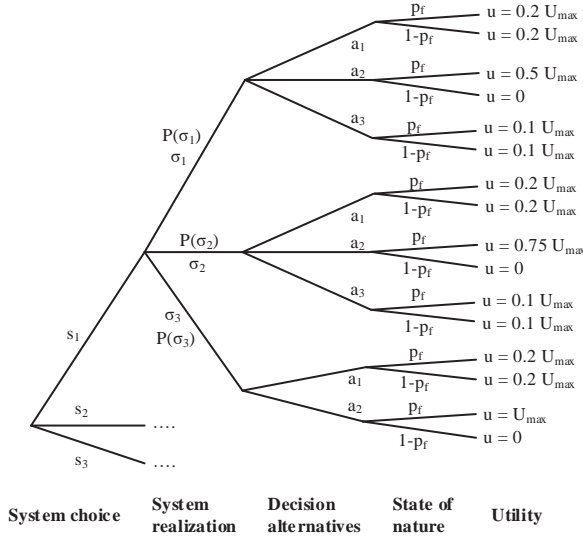 p_f
u = 0.2 U_max
a_1
1-p_f
u = 0.2 U_max
a_2
p_f
u = 0.5 U_max
1-p_f
u = 0
a_3
p_f
u = 0.1 U_max
1-p_f
u = 0.1 U_max
P(σ_1)
σ_1
p_f
u = 0.2 U_max
a_1
1-p_f
u = 0.2 U_max
P(σ_2)
σ_2
a_2
p_f
u = 0.75 U_max
1-p_f
u = 0
a_3
p_f
u = 0.1 U_max
1-p_f
u = 0.1 U_max
σ_3
P(σ_3)
s_1
a_1
p_f
u = 0.2 U_max
1-p_f
u = 0.2 U_max
a_2
p_f
u = U_max
1-p_f
u = 0
s_2
....
s_3
....
System choice
System
realization
Decision
alternatives
State of
nature
Utility